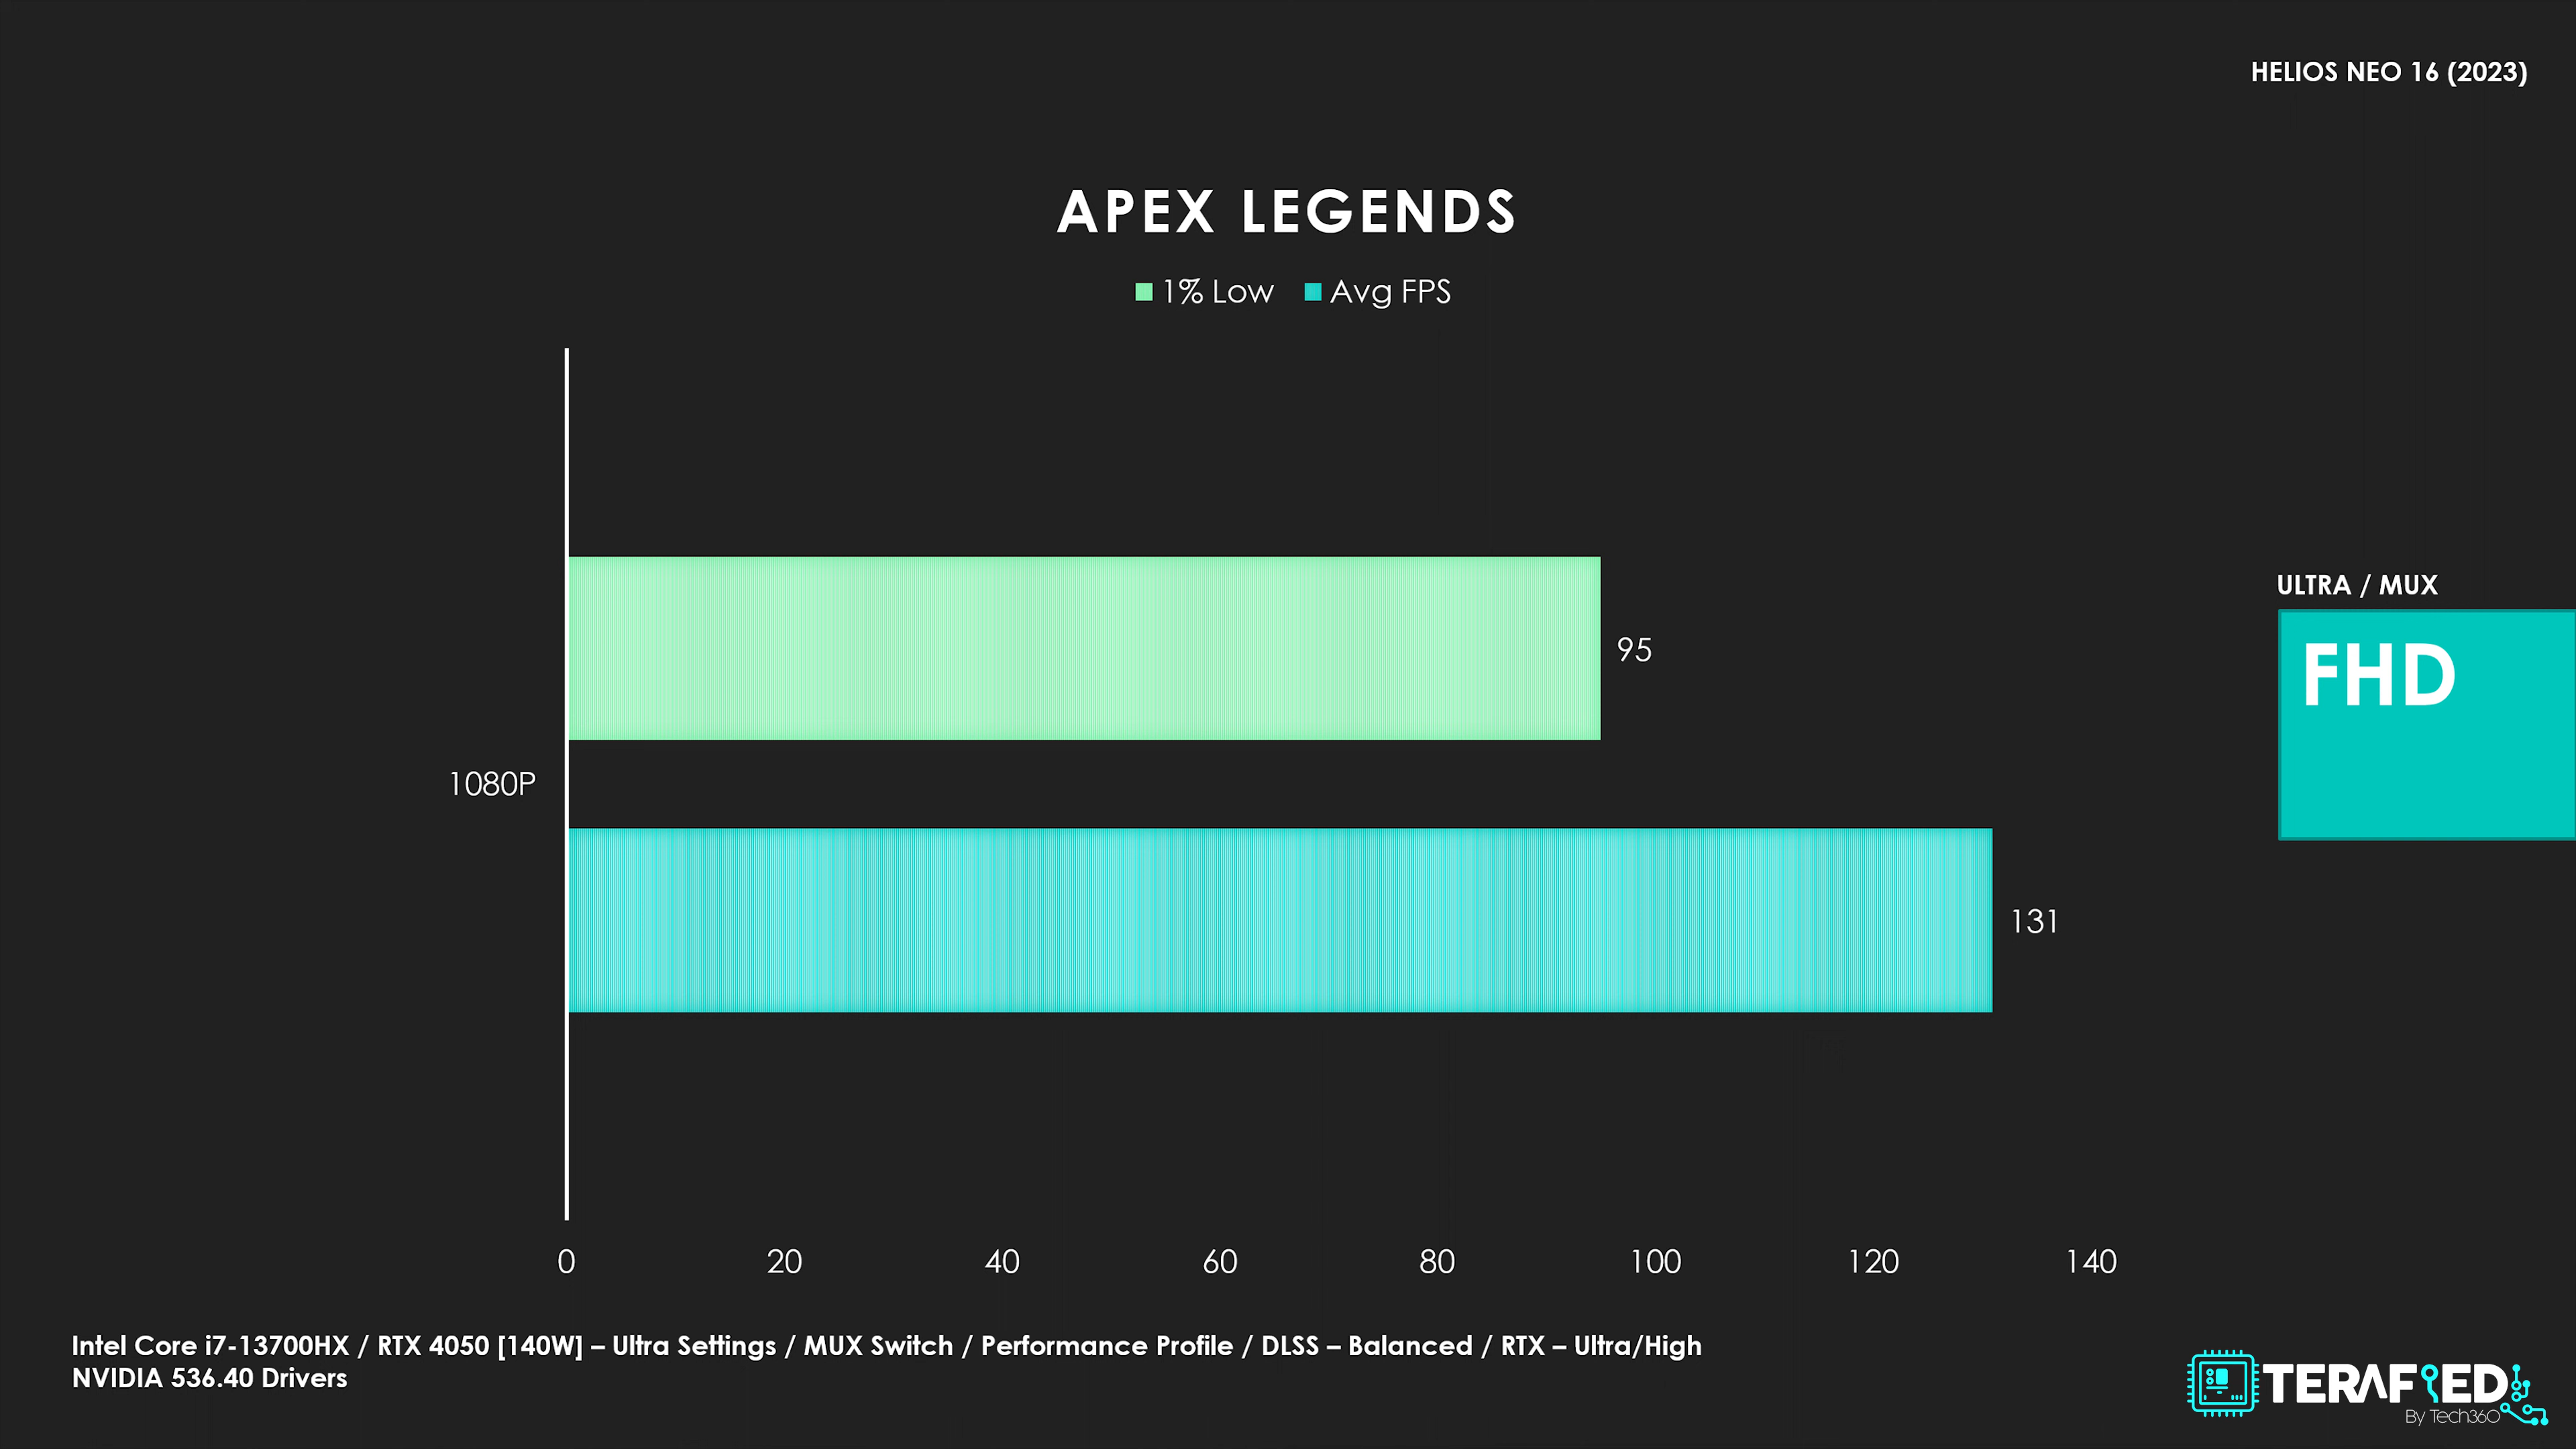 HELIOS NEO 16 (2023)
APEX LEGENDS
1% Low Avg FPS
95
ULTRA / MUX
FHD
1080P
131
0 20 40 60 80 100 120 140
Intel Core i7-13700HX / RTX 4050 [140W] – Ultra Settings / MUX Switch / Performance Profile / DLSS – Balanced / RTX – Ultra/High
NVIDIA 536.40 Drivers
TERAFIED
By Tech360